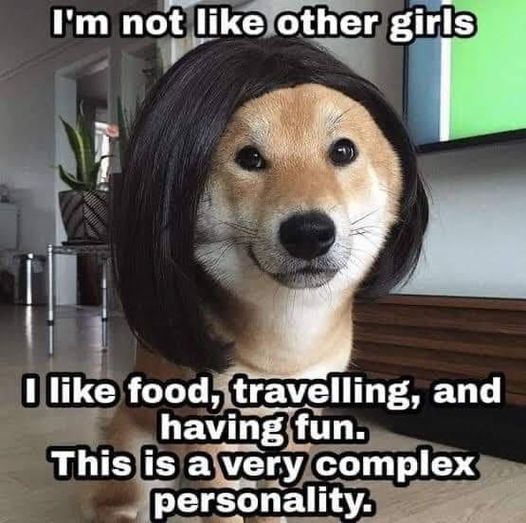 I'm not like other girls
I like food, travelling, and
having fun.
This is a very complex
personality.